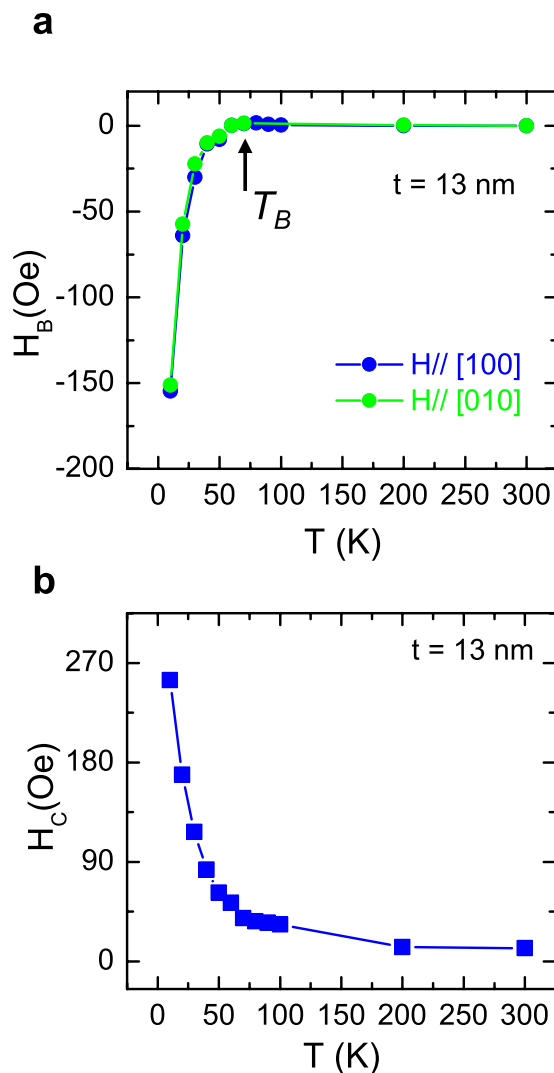 a
0
-50
-100
-150
-200
H_B(Oe)
T_B
t = 13 nm
H// [100]
H// [010]
0 50 100 150 200 250 300
T (K)
b
270
180
90
0
H_C(Oe)
t = 13 nm
0 50 100 150 200 250 300
T (K)